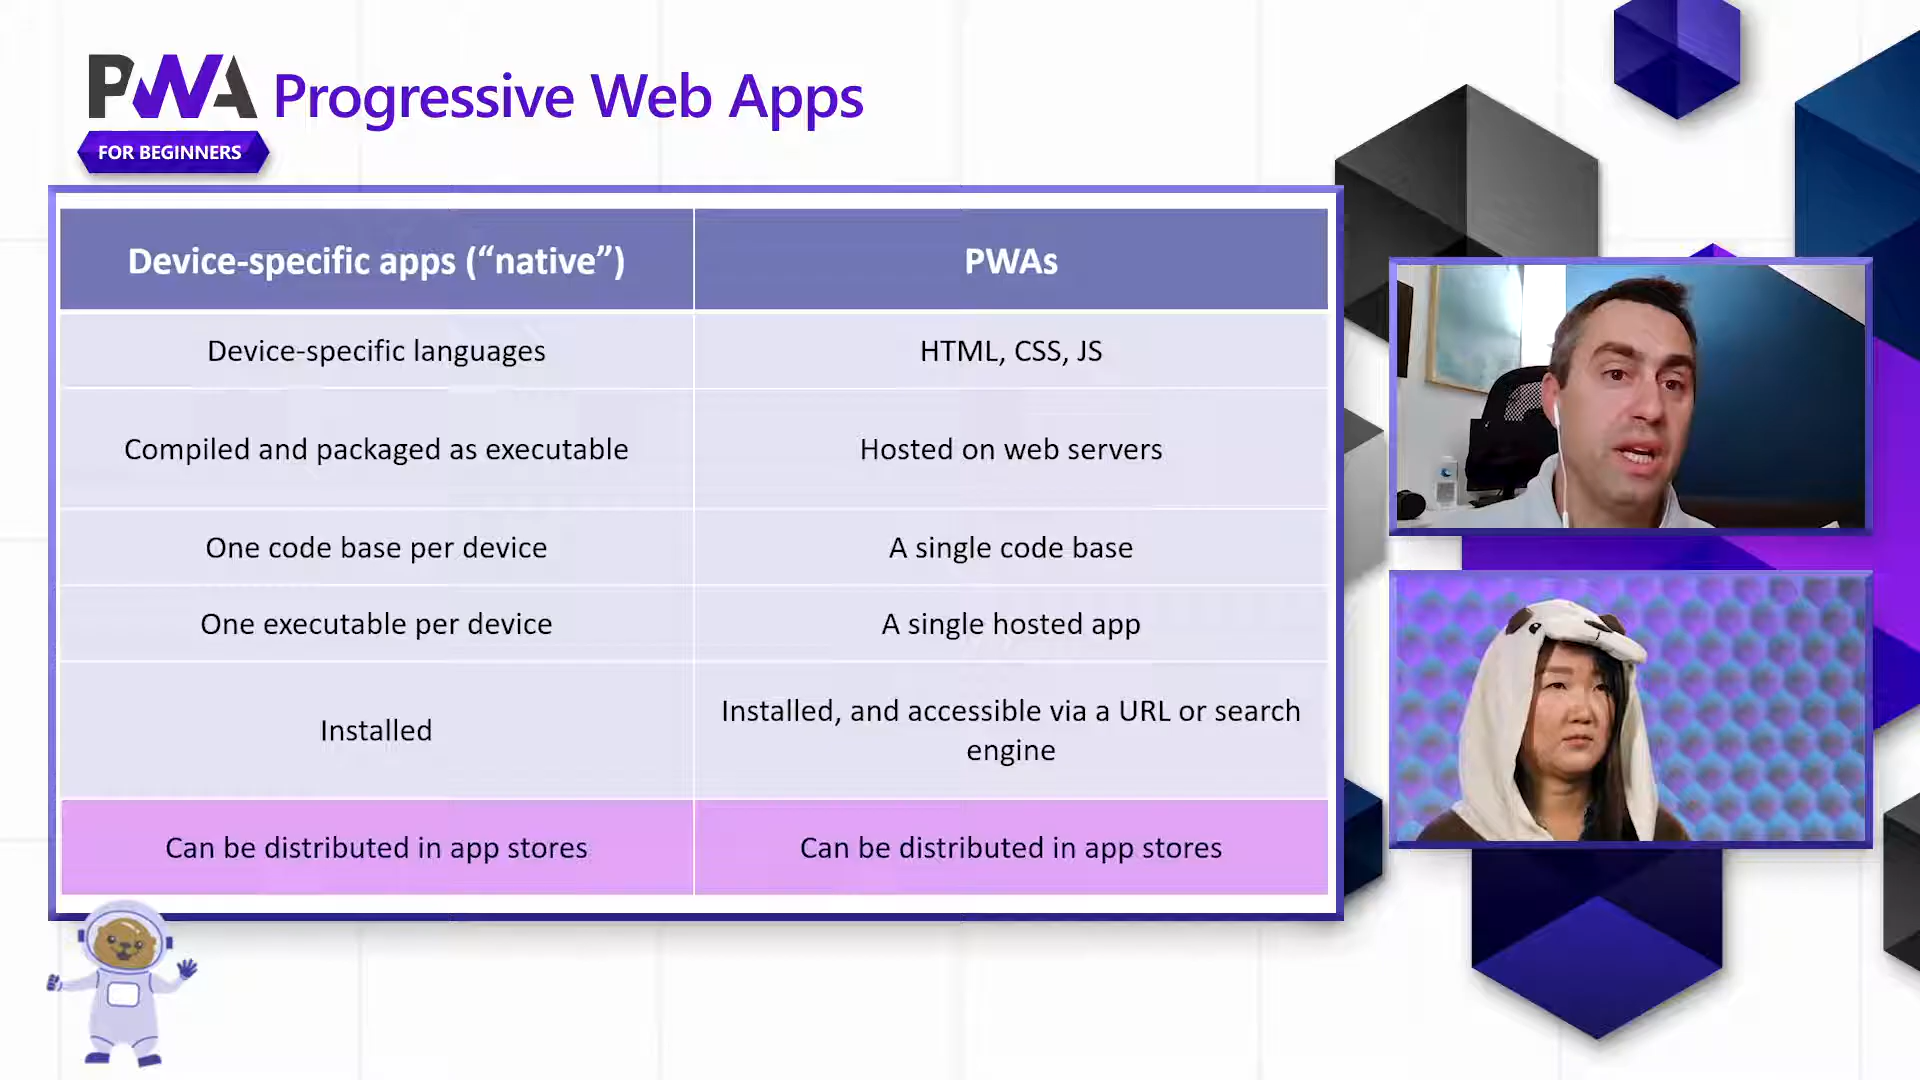 PWA Progressive Web Apps
FOR BEGINNERS
Device-specific apps (“native”)
PWAs
Device-specific languages
HTML, CSS, JS
Compiled and packaged as executable
Hosted on web servers
One code base per device
A single code base
One executable per device
A single hosted app
Installed
Installed, and accessible via a URL or search
engine
Can be distributed in app stores
Can be distributed in app stores